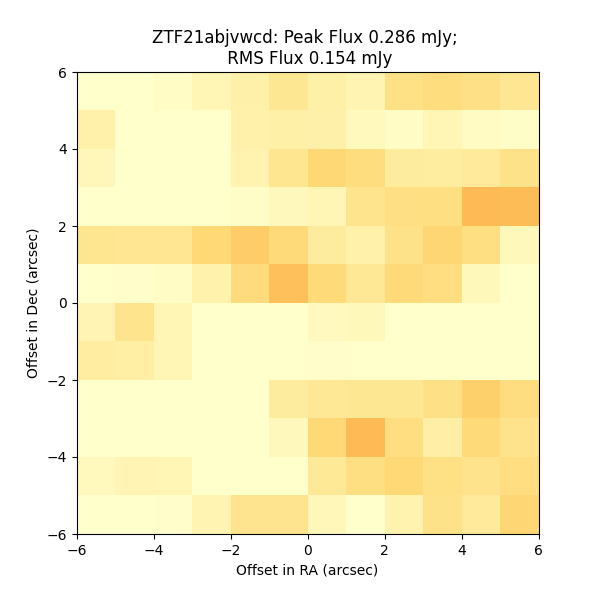 ZTF21abjvwcd: Peak Flux 0.286 mJy;
RMS Flux 0.154 mJy
6
4
2
0
−2
−4
−6
Offset in Dec (arcsec)
−6 −4 −2 0 2 4 6
Offset in RA (arcsec)